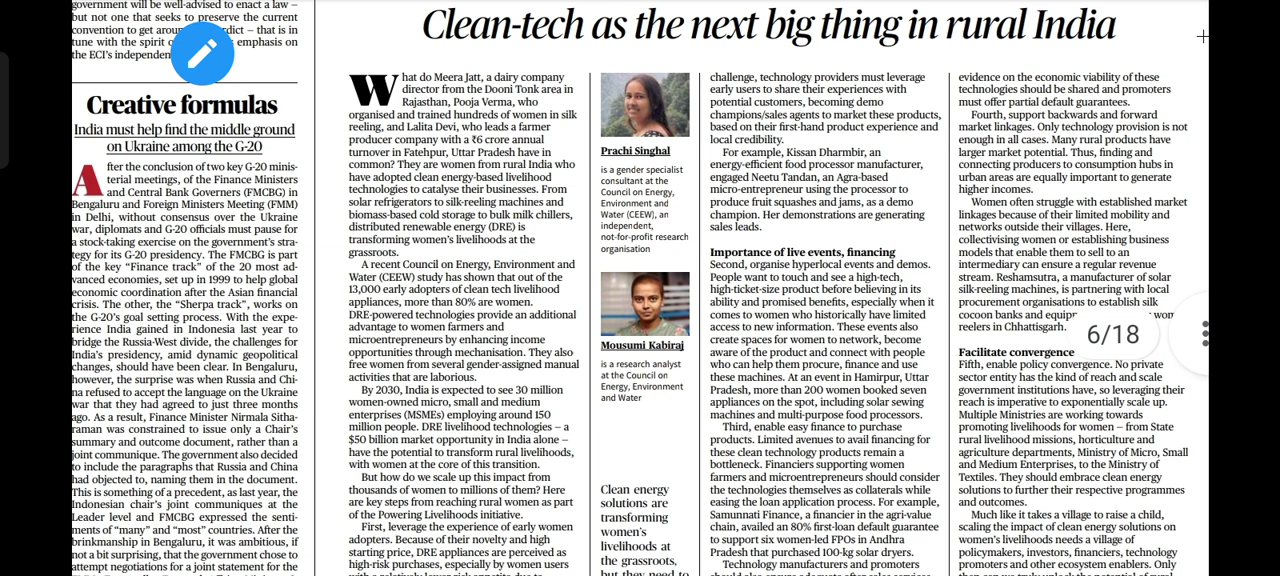 government will be well-advised to enact a law –
but not one that seeks to preserve the current
convention to get arou rdict – that is in
tune with the spirit o emphasis on
the ECI's independen
Creative formulas
India must help find the middle ground
on Ukraine among the G-20
After the conclusion of two key G-20 minis-
terial meetings, of the Finance Ministers
and Central Bank Governers (FMCBG) in
Bengaluru and Foreign Ministers Meeting (FMM)
in Delhi, without consensus over the Ukraine
war, diplomats and G-20 officials must pause for
a stock-taking exercise on the government's stra-
tegy for its G-20 presidency. The FMCBG is part
of the key “Finance track” of the 20 most ad-
vanced economies, set up in 1999 to help global
economic coordination after the Asian financial
crisis. The other, the “Sherpa track”, works on
the G-20's goal setting process. With the expe-
rience India gained in Indonesia last year to
bridge the Russia-West divide, the challenges for
India's presidency, amid dynamic geopolitical
changes, should have been clear. In Bengaluru,
however, the surprise was when Russia and Chi-
na refused to accept the language on the Ukraine
war that they had agreed to just three months
ago. As a result, Finance Minister Nirmala Sitha-
raman was constrained to issue only a Chair's
summary and outcome document, rather than a
joint communique. The government also decided
to include the paragraphs that Russia and China
had objected to, naming them in the document.
This is something of a precedent, as last year, the
Indonesian chair's joint communiques at the
Leader level and FMCBG expressed the senti-
ments of “many” and “most” countries. After the
brinkmanship in Bengaluru, it was ambitious, if
not a bit surprising, that the government chose to
attempt negotiations for a joint statement for the
Clean-tech as the next big thing in rural India
What do Meera Jatt, a dairy company
director from the Dooni Tonk area in
Rajasthan, Pooja Verma, who
organised and trained hundreds of women in silk
reeling, and Lalita Devi, who leads a farmer
producer company with a ₹6 crore annual
turnover in Fatehpur, Uttar Pradesh have in
common? They are women from rural India who
have adopted clean energy-based livelihood
technologies to catalyse their businesses. From
solar refrigerators to silk-reeling machines and
biomass-based cold storage to bulk milk chillers,
distributed renewable energy (DRE) is
transforming women's livelihoods at the
grassroots.
A recent Council on Energy, Environment and
Water (CEEW) study has shown that out of the
13,000 early adopters of clean tech livelihood
appliances, more than 80% are women.
DRE-powered technologies provide an additional
advantage to women farmers and
microentrepreneurs by enhancing income
opportunities through mechanisation. They also
free women from several gender-assigned manual
activities that are laborious.
By 2030, India is expected to see 30 million
women-owned micro, small and medium
enterprises (MSMEs) employing around 150
million people. DRE livelihood technologies – a
$50 billion market opportunity in India alone –
have the potential to transform rural livelihoods,
with women at the core of this transition.
But how do we scale up this impact from
thousands of women to millions of them? Here
are key steps from reaching rural women as part
of the Powering Livelihoods initiative.
First, leverage the experience of early women
adopters. Because of their novelty and high
starting price, DRE appliances are perceived as
high-risk purchases, especially by women users
Prachi Singhal
is a gender specialist
consultant at the
Council on Energy,
Environment and
Water (CEEW), an
independent,
not-for-profit research
organisation
Mousumi Kabiraj
is a research analyst
at the Council on
Energy, Environment
and Water
Clean energy
solutions are
transforming
women's
livelihoods at
the grassroots,
but they need to
challenge, technology providers must leverage
early users to share their experiences with
potential customers, becoming demo
champions/sales agents to market these products,
based on their first-hand product experience and
local credibility.
For example, Kissan Dharmbir, an
energy-efficient food processor manufacturer,
engaged Neetu Tandan, an Agra-based
micro-entrepreneur using the processor to
produce fruit squashes and jams, as a demo
champion. Her demonstrations are generating
sales leads.
Importance of live events, financing
Second, organise hyperlocal events and demos.
People want to touch and see a high-tech,
high-ticket-size product before believing in its
ability and promised benefits, especially when it
comes to women who historically have limited
access to new information. These events also
create spaces for women to network, become
aware of the product and connect with people
who can help them procure, finance and use
these machines. At an event in Hamirpur, Uttar
Pradesh, more than 200 women booked seven
appliances on the spot, including solar sewing
machines and multi-purpose food processors.
Third, enable easy finance to purchase
products. Limited avenues to avail financing for
these clean technology products remain a
bottleneck. Financiers supporting women
farmers and microentrepreneurs should consider
the technologies themselves as collaterals while
easing the loan application process. For example,
Samunnati Finance, a financier in the agri-value
chain, availed an 80% first-loan default guarantee
to support six women-led FPOs in Andhra
Pradesh that purchased 100-kg solar dryers.
Technology manufacturers and promoters
evidence on the economic viability of these
technologies should be shared and promoters
must offer partial default guarantees.
Fourth, support backwards and forward
market linkages. Only technology provision is not
enough in all cases. Many rural products have
larger market potential. Thus, finding and
connecting producers to consumption hubs in
urban areas are equally important to generate
higher incomes.
Women often struggle with established market
linkages because of their limited mobility and
networks outside their villages. Here,
collectivising women or establishing business
models that enable them to sell to an
intermediary can ensure a regular revenue
stream. Reshamsutra, a manufacturer of solar
silk-reeling machines, is partnering with local
procurement organisations to establish silk
cocoon banks and equipp wom
reelers in Chhattisgarh.
6/18
Facilitate convergence
Fifth, enable policy convergence. No private
sector entity has the kind of reach and scale
government institutions have, so leveraging their
reach is imperative to exponentially scale up.
Multiple Ministries are working towards
promoting livelihoods for women – from State
rural livelihood missions, horticulture and
agriculture departments, Ministry of Micro, Small
and Medium Enterprises, to the Ministry of
Textiles. They should embrace clean energy
solutions to further their respective programmes
and outcomes.
Much like it takes a village to raise a child,
scaling the impact of clean energy solutions on
women's livelihoods needs a village of
policymakers, investors, financiers, technology
promoters and other ecosystem enablers. Only